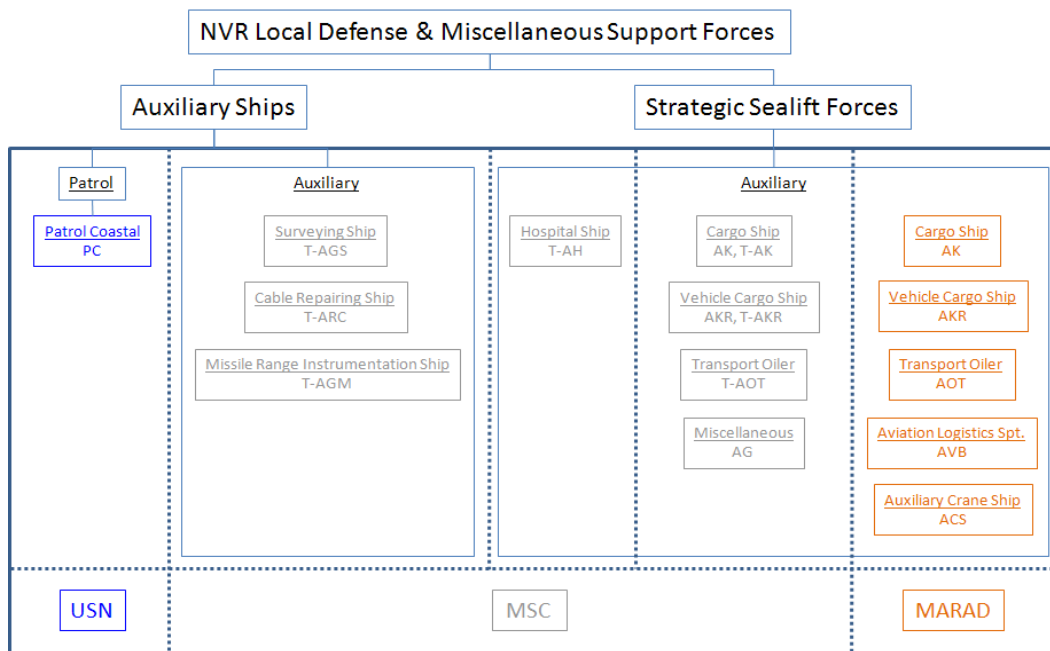 NVR Local Defense & Miscellaneous Support Forces
Auxiliary Ships
Strategic Sealift Forces
Patrol
Patrol Coastal
PC
Auxiliary
Surveying Ship
T-AGS
Cable Repairing Ship
T-ARC
Missile Range Instrumentation Ship
T-AGM
Auxiliary
Hospital Ship
T-AH
Cargo Ship
AK, T-AK
Vehicle Cargo Ship
AKR, T-AKR
Transport Oiler
T-AOT
Miscellaneous
AG
Cargo Ship
AK
Vehicle Cargo Ship
AKR
Transport Oiler
AOT
Aviation Logistics Spt.
AVB
Auxiliary Crane Ship
ACS
USN
MSC
MARAD